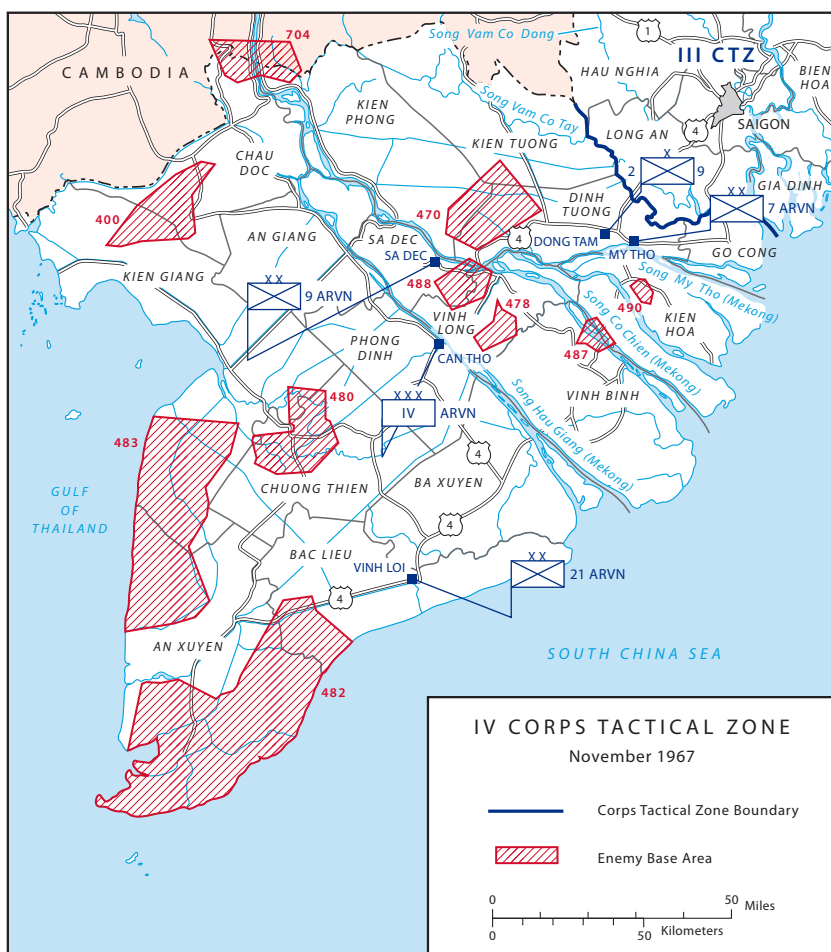 704
Song Vam Co Dong
1
III CTZ
CAMBODIA
HAU NGHIA
BIEN
HOA
KIEN
PHONG
Song Vam Co Tay
LONG AN
4
SAIGON
KIEN TUONG
CHAU
DOC
X
2
9
XX
7 ARVN
GIA DINH
400
470
DINH
TUONG
AN GIANG
SA DEC
4
DONG TAM
MY THO
GO CONG
SA DEC
KIEN GIANG
XX
9 ARVN
488
478
Song My Tho (Mekong)
490
VINH
LONG
KIEN
HOA
Song Co Chien (Mekong)
PHONG
DINH
487
CAN THO
480
XXX
IV
ARVN
VINH BINH
Song Hau Giang (Mekong)
483
4
CHUONG THIEN
BA XUYEN
GULF
OF
THAILAND
4
BAC LIEU
XX
21 ARVN
VINH LOI
4
AN XUYEN
SOUTH CHINA SEA
482
IV CORPS TACTICAL ZONE
November 1967
Corps Tactical Zone Boundary
Enemy Base Area
0
50
Miles
0
50
Kilometers